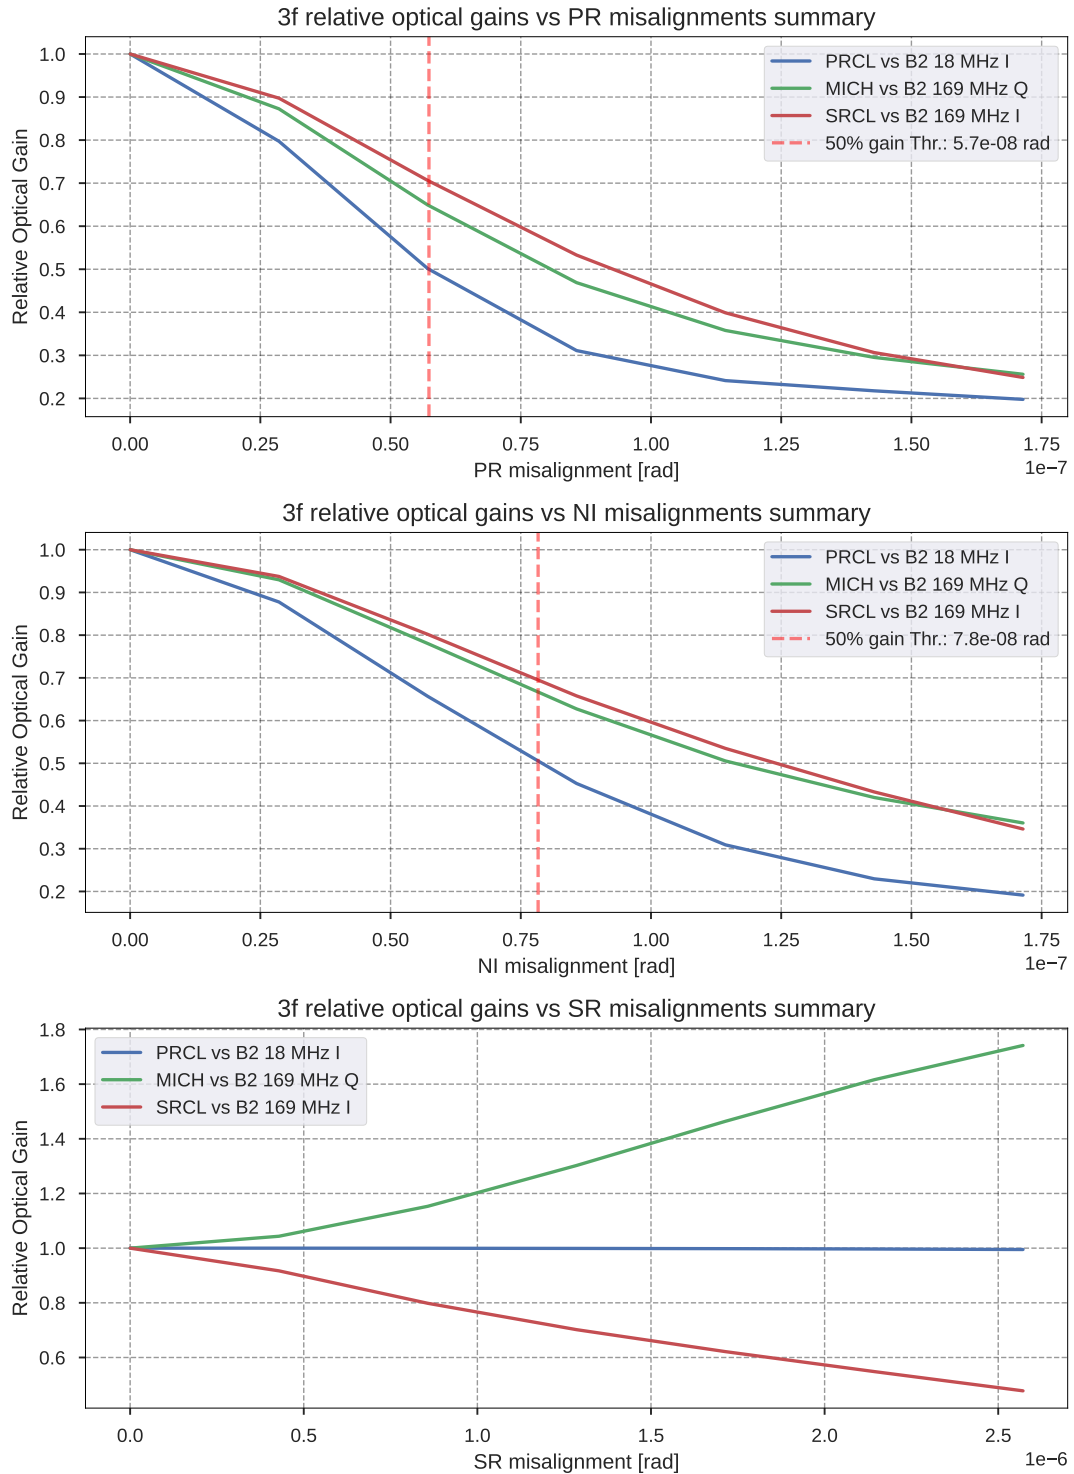 3f relative optical gains vs PR misalignments summary
Relative Optical Gain
1.0
0.9
0.8
0.7
0.6
0.5
0.4
0.3
0.2
PRCL vs B2 18 MHz I
MICH vs B2 169 MHz Q
SRCL vs B2 169 MHz I
50% gain Thr.: 5.7e-08 rad
0.00 0.25 0.50 0.75 1.00 1.25 1.50 1.75
1e−7
PR misalignment [rad]
3f relative optical gains vs NI misalignments summary
Relative Optical Gain
1.0
0.9
0.8
0.7
0.6
0.5
0.4
0.3
0.2
PRCL vs B2 18 MHz I
MICH vs B2 169 MHz Q
SRCL vs B2 169 MHz I
50% gain Thr.: 7.8e-08 rad
0.00 0.25 0.50 0.75 1.00 1.25 1.50 1.75
1e−7
NI misalignment [rad]
3f relative optical gains vs SR misalignments summary
Relative Optical Gain
1.8
1.6
1.4
1.2
1.0
0.8
0.6
PRCL vs B2 18 MHz I
MICH vs B2 169 MHz Q
SRCL vs B2 169 MHz I
0.0 0.5 1.0 1.5 2.0 2.5
1e−6
SR misalignment [rad]